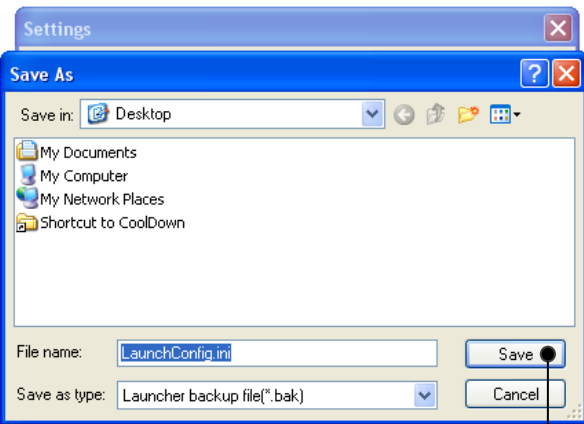 Settings
Save As
Save in: Desktop
My Documents
My Computer
My Network Places
Shortcut to CoolDown
File name: LaunchConfig.ini Save
Save as type: Launcher backup file(*.bak) Cancel